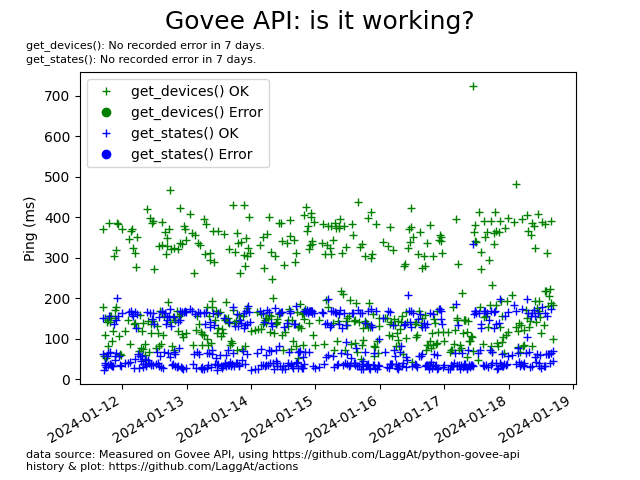 Govee API: is it working?
get_devices(): No recorded error in 7 days.
get_states(): No recorded error in 7 days.
get_devices() OK
get_devices() Error
get_states() OK
get_states() Error
Ping (ms)
700
600
500
400
300
200
100
0
2024-01-12
2024-01-13
2024-01-14
2024-01-15
2024-01-16
2024-01-17
2024-01-18
2024-01-19
data source: Measured on Govee API, using https://github.com/LaggAt/python-govee-api
history & plot: https://github.com/LaggAt/actions